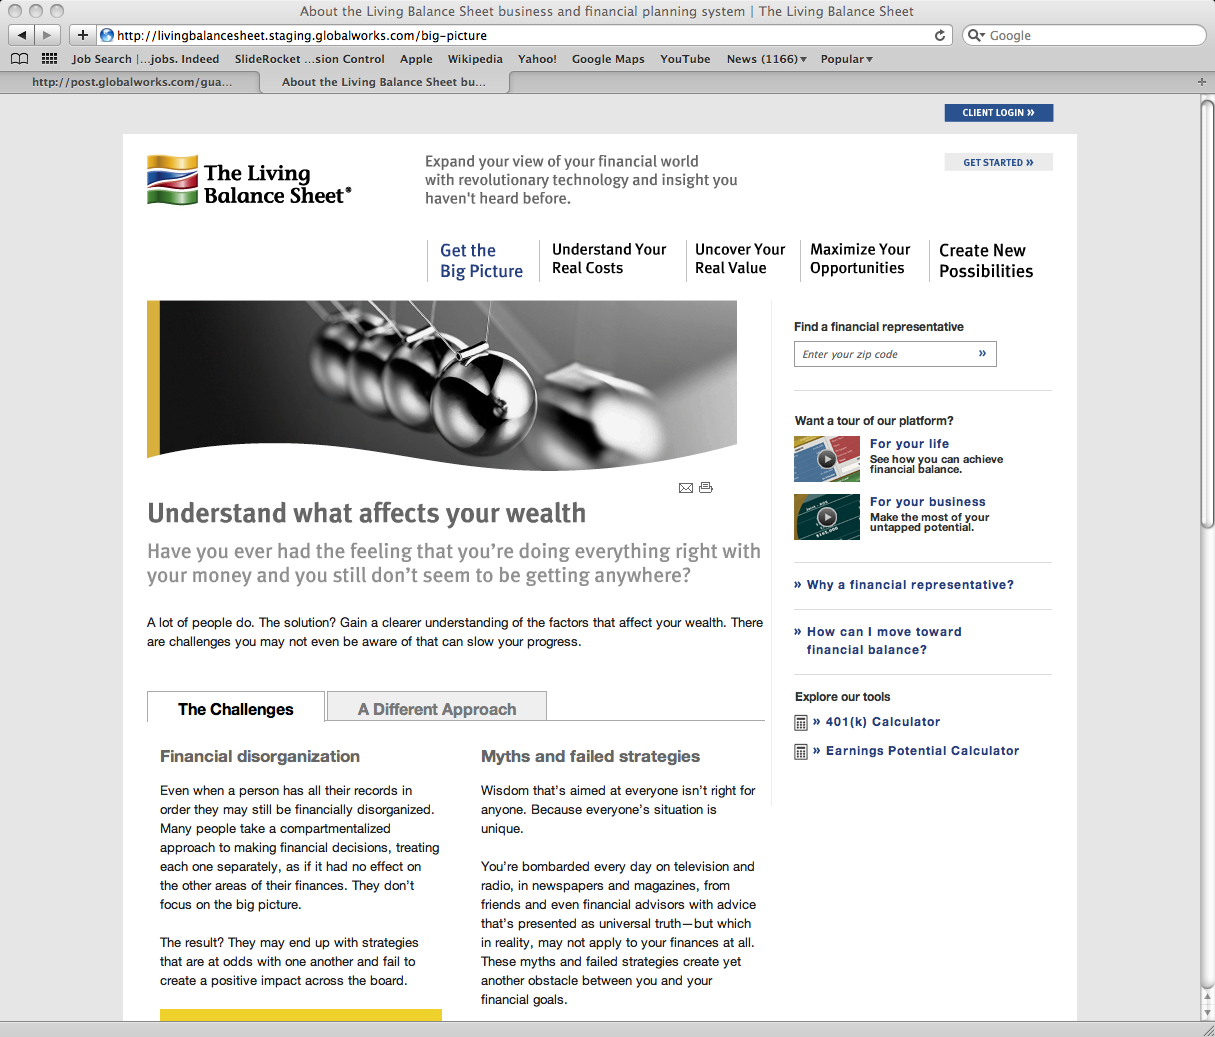 About the Living Balance Sheet business and financial planning system | The Living Balance Sheet
http://livingbalancesheet.staging.globalworks.com/big-picture
Google
Job Search |...jobs. Indeed SlideRocket ...sion Control Apple Wikipedia Yahoo! Google Maps YouTube News (1166) Popular
http://post.globalworks.com/gua...
About the Living Balance Sheet bu...
CLIENT LOGIN »
The Living
Balance Sheet®
Expand your view of your financial world
with revolutionary technology and insight you
haven't heard before.
GET STARTED »
Get the
Big Picture
Understand Your
Real Costs
Uncover Your
Real Value
Maximize Your
Opportunities
Create New
Possibilities
Understand what affects your wealth
Have you ever had the feeling that you’re doing everything right with
your money and you still don’t seem to be getting anywhere?
A lot of people do. The solution? Gain a clearer understanding of the factors that affect your wealth. There
are challenges you may not even be aware of that can slow your progress.
The Challenges
A Different Approach
Financial disorganization
Even when a person has all their records in
order they may still be financially disorganized.
Many people take a compartmentalized
approach to making financial decisions, treating
each one separately, as if it had no effect on
the other areas of their finances. They don’t
focus on the big picture.
The result? They may end up with strategies
that are at odds with one another and fail to
create a positive impact across the board.
Myths and failed strategies
Wisdom that’s aimed at everyone isn’t right for
anyone. Because everyone’s situation is
unique.
You’re bombarded every day on television and
radio, in newspapers and magazines, from
friends and even financial advisors with advice
that’s presented as universal truth—but which
in reality, may not apply to your finances at all.
These myths and failed strategies create yet
another obstacle between you and your
financial goals.
Find a financial representative
Enter your zip code »
Want a tour of our platform?
For your life
See how you can achieve
financial balance.
For your business
Make the most of your
untapped potential.
» Why a financial representative?
» How can I move toward
financial balance?
Explore our tools
» 401(k) Calculator
» Earnings Potential Calculator